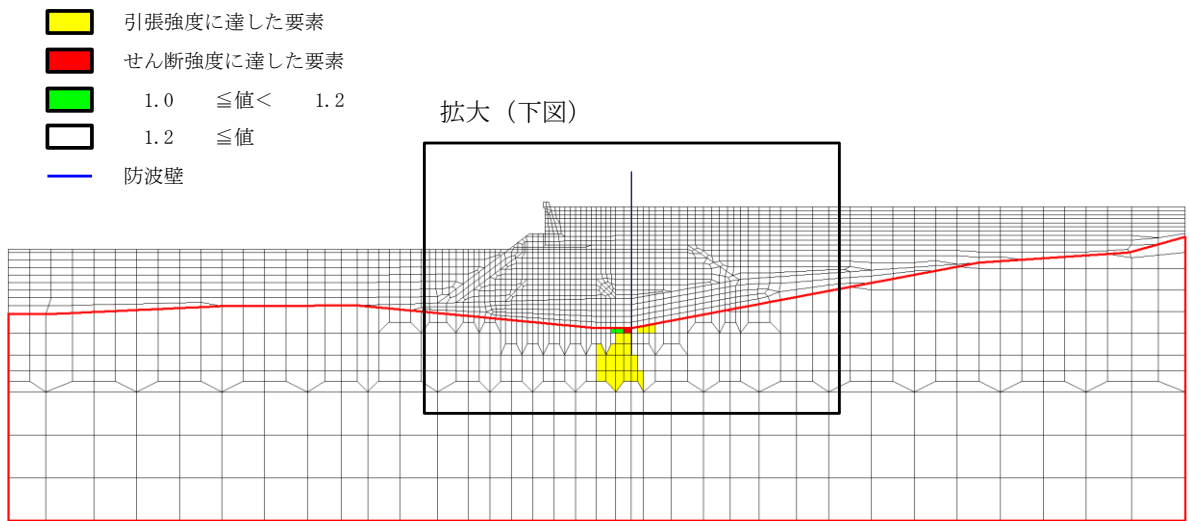 引張強度に達した要素
せん断強度に達した要素
1.0 ≦値< 1.2
1.2 ≦値
防波壁
拡大（下図）